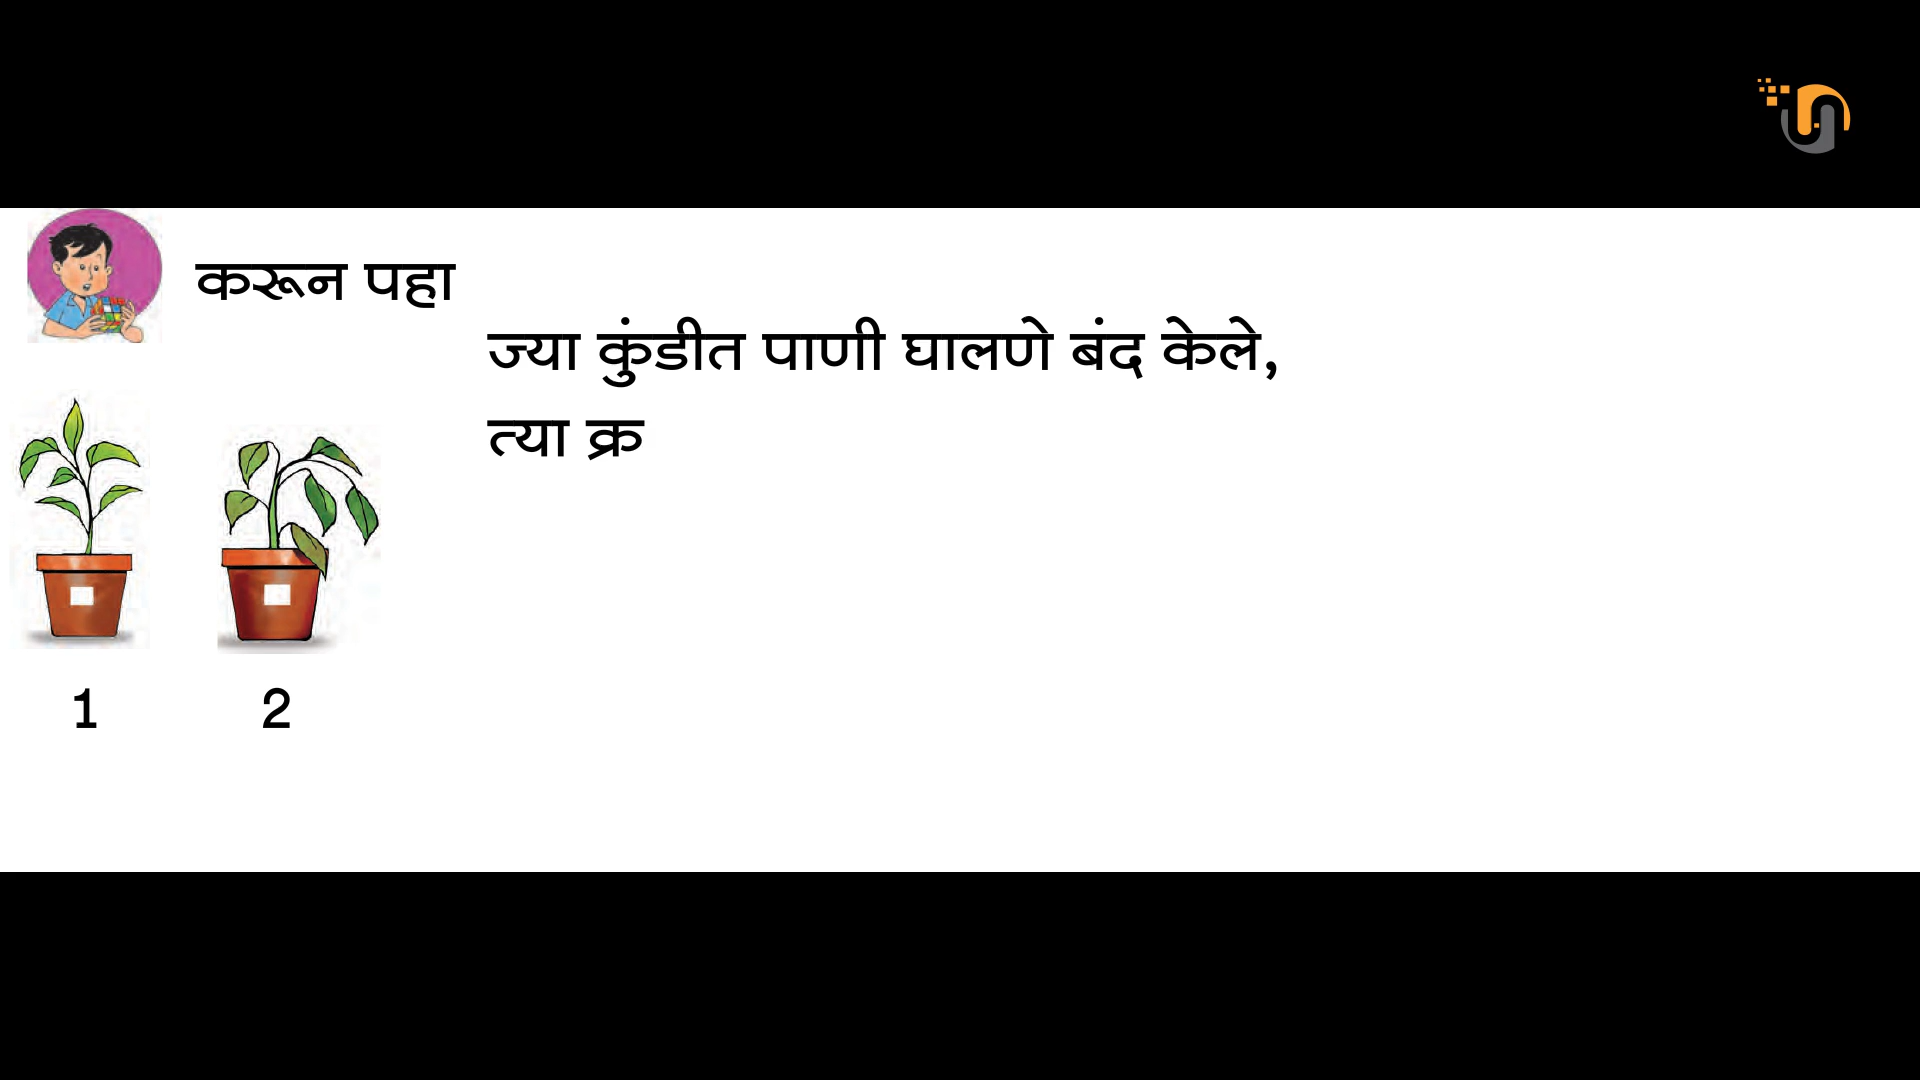 करून पहा
ज्या कुंडीत पाणी घालणे बंद केले,
त्या क्र
1 2